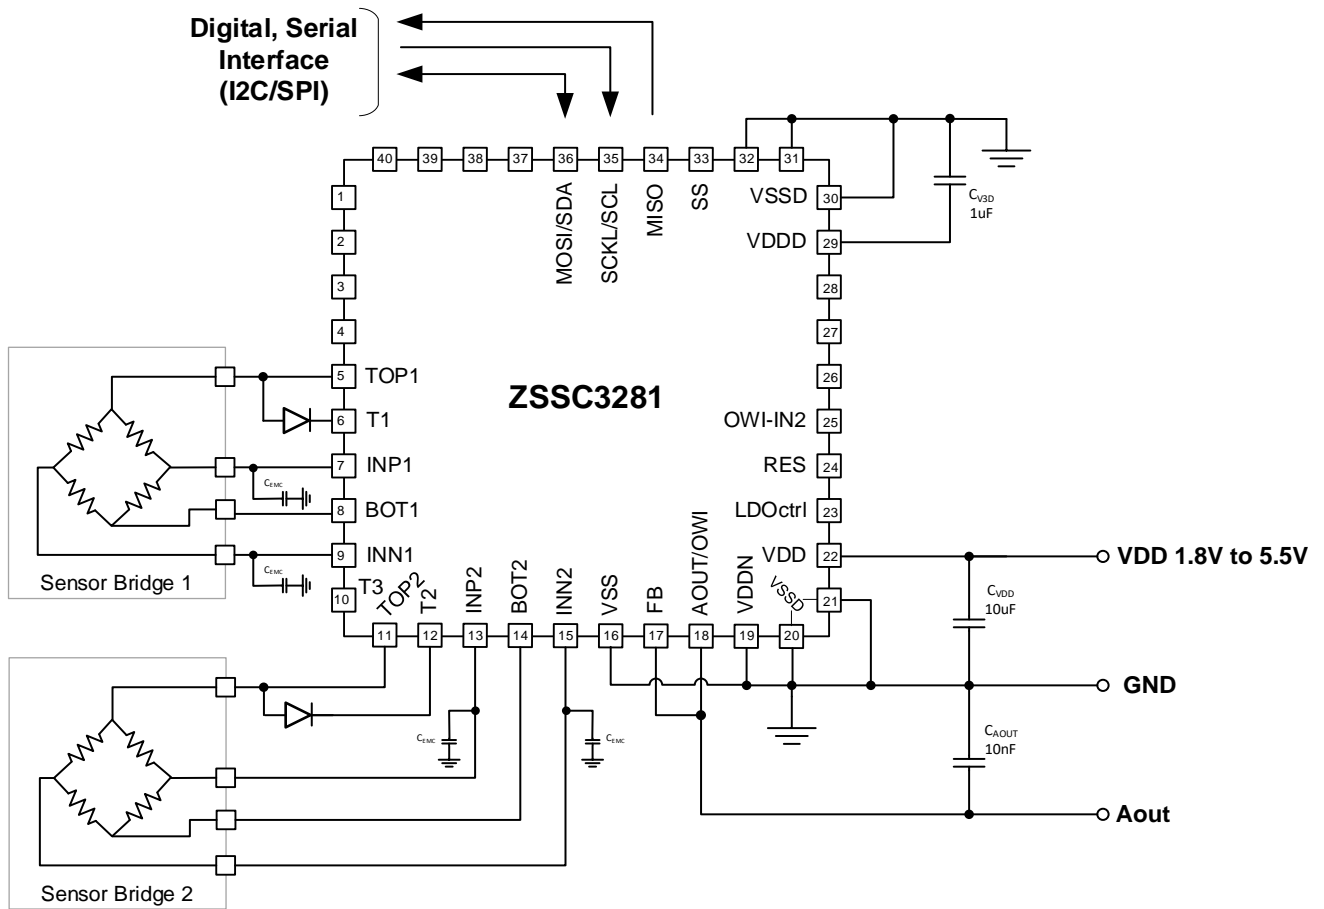 Digital, Serial
Interface
(I2C/SPI)
40
39
38
37
36
35
34
33
32
31
MOSI/SDA
SCKL/SCL
MISO
SS
1
2
3
4
5
6
7
8
9
10
TOP1
T1
INP1
BOT1
INN1
T3
ZSSC3281
VSSD
VDDD
OWI-IN2
RES
LDOctrl
VDD
VSSD
30
29
28
27
26
25
24
23
22
21
CV3D
1uF
CEMC
CEMC
Sensor Bridge 1
TOP2
T2
INP2
BOT2
INN2
VSS
FB
AOUT/OWI
VDDN
11
12
13
14
15
16
17
18
19
20
VDD 1.8V to 5.5V
CVDD
10uF
GND
CEMC
CEMC
CAOUT
10nF
Aout
Sensor Bridge 2